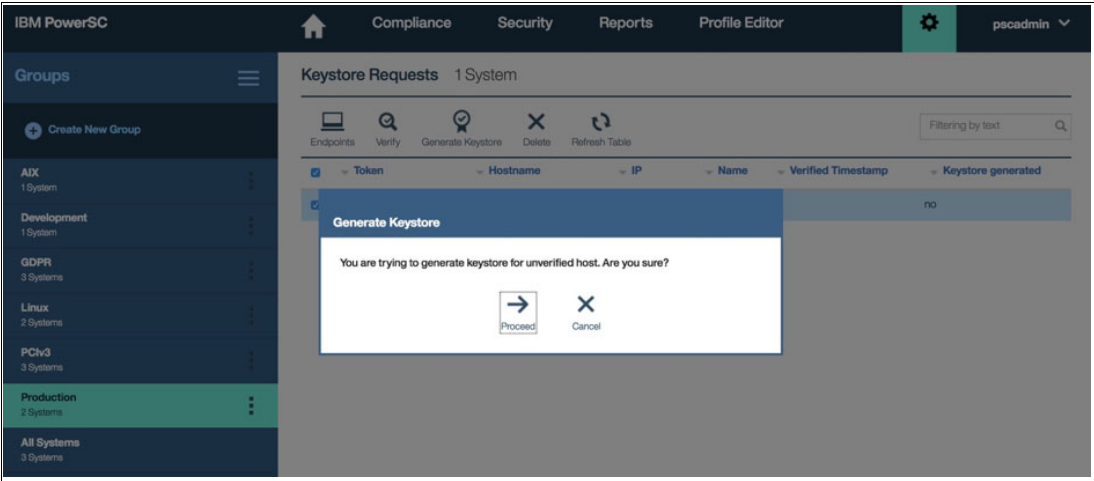 IBM PowerSC
Compliance
Security
Reports
Profile Editor
pscadmin
Groups
Keystore Requests 1 System
Create New Group
Endpoints
Verify
Generate Keystore
Delete
Refresh Table
Filtering by text
Token
Hostname
IP
Name
Verified Timestamp
Keystore generated
no
AIX
1 System
Development
1 System
GDPR
3 Systems
Linux
2 Systems
PCIv3
3 Systems
Production
2 Systems
All Systems
3 Systems
Generate Keystore
You are trying to generate keystore for unverified host. Are you sure?
Proceed
Cancel